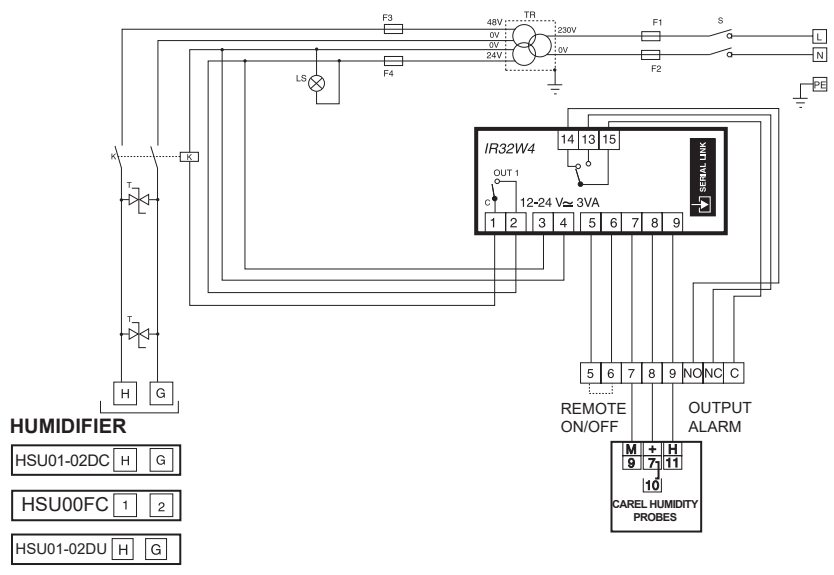 F3
TR
48V
0V
0V
24V
230V
0V
F1
S
L
F2
N
F4
LS
PE
K
K
T
T
IR32W4
14 13 15
SERIAL LINK
OUT 1
C
12-24 V≃ 3VA
1 2 3 4 5 6 7 8 9
5 6 7 8 9 NO NC C
REMOTE
ON/OFF
OUTPUT
ALARM
M + H
9 7 11
10
CAREL HUMIDITY
PROBES
H G
HUMIDIFIER
HSU01-02DC H G
HSU00FC 1 2
HSU01-02DU H G